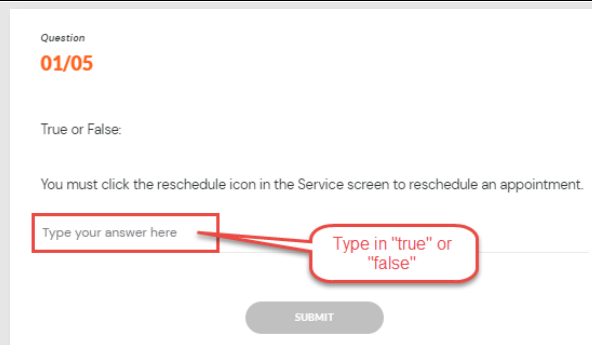 Question
01/05
True or False:
You must click the reschedule icon in the Service screen to reschedule an appointment.
Type your answer here
Type in "true" or
"false"
SUBMIT